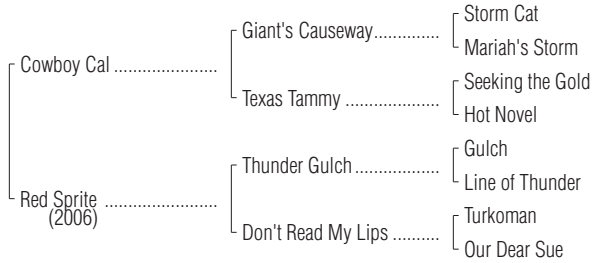 Storm Cat
Giant's Causeway..............
Mariah's Storm
Cowboy Cal ......................
Seeking the Gold
Texas Tammy ....................
Hot Novel
Gulch
Thunder Gulch ..................
Line of Thunder
Red Sprite ........................
(2006)
Turkoman
Don't Read My Lips ..........
Our Dear Sue